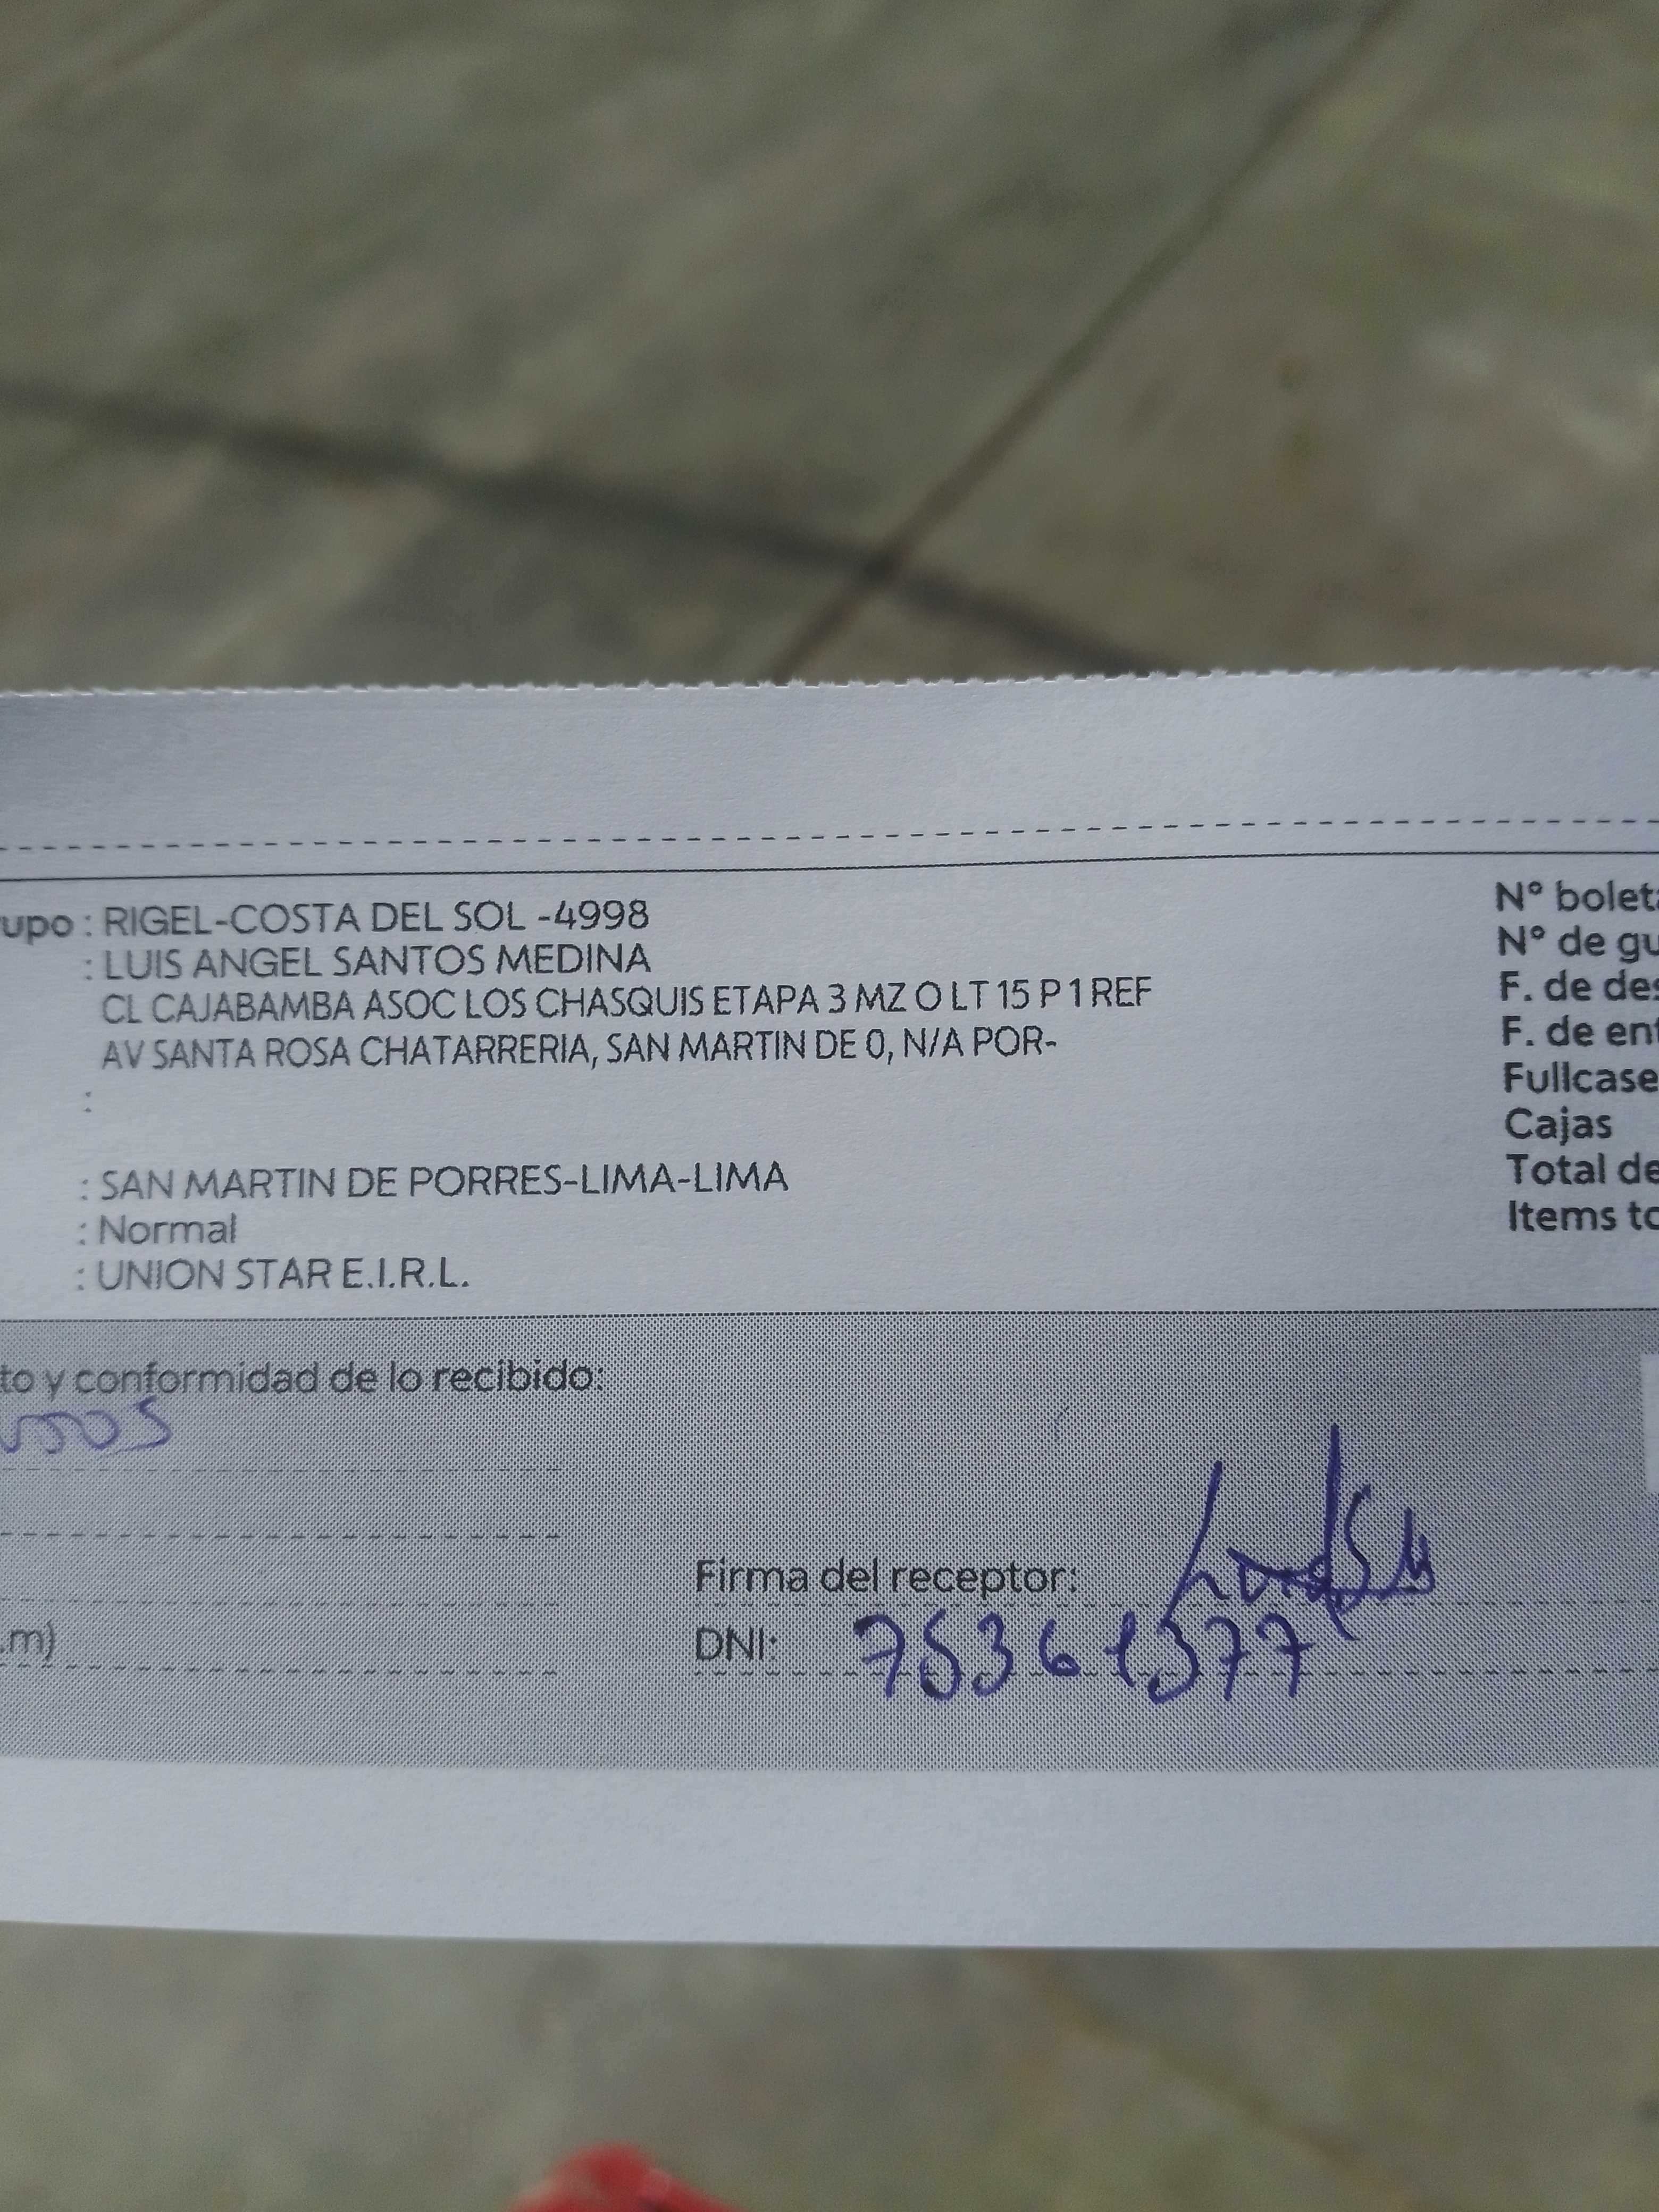 upo : RIGEL-COSTA DEL SOL -4998
: LUIS ANGEL SANTOS MEDINA
CL CAJABAMBA ASOC LOS CHASQUIS ETAPA 3 MZ O LT 15 P 1 REF
AV SANTA ROSA CHATARRERIA, SAN MARTIN DE 0, N/A POR-
:
: SAN MARTIN DE PORRES-LIMA-LIMA
: Normal
: UNION STAR E.I.R.L.
N° bolet
N° de gu
F. de des
F. de ent
Fullcase
Cajas
Total de
Items to
to y conformidad de lo recibido:
Firma del receptor:
.m)
DNI: 75361377